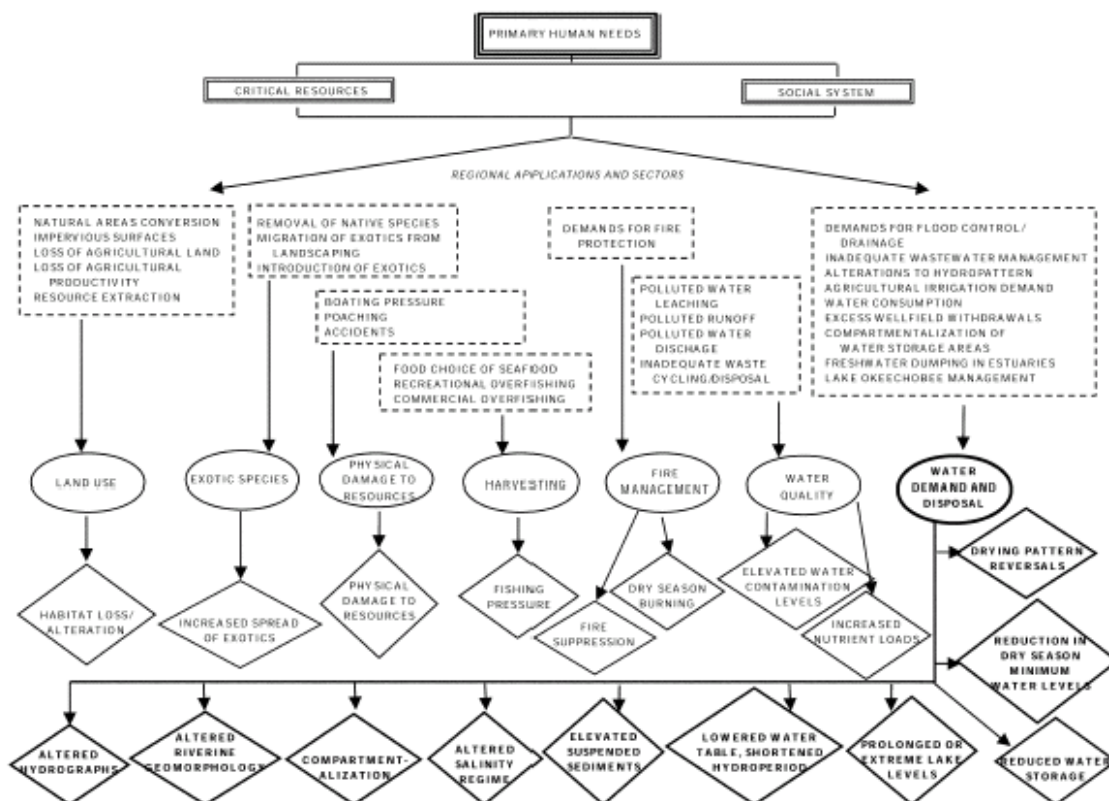 PRIMARY HUMAN NEEDS
CRITICAL RESOURCES
SOCIAL SYSTEM
REGIONAL APPLICATIONS AND SECTORS
NATURAL AREAS CONVERSION
IMPERVIOUS SURFACES
LOSS OF AGRICULTURAL LAND
LOSS OF AGRICULTURAL
PRODUCTIVITY
RESOURCE EXTRACTION
REMOVAL OF NATIVE SPECIES
MIGRATION OF EXOTICS FROM
LANDSCAPING
INTRODUCTION OF EXOTICS
BOATING PRESSURE
POACHING
ACCIDENTS
FOOD CHOICE OF SEAFOOD
RECREATIONAL OVERFISHING
COMMERCIAL OVERFISHING
DEMANDS FOR FIRE
PROTECTION
POLLUTED WATER
LEACHING
POLLUTED RUNOFF
POLLUTED WATER
DISCHAGE
INADEQUATE WASTE
CYCLING/DISPOSAL
DEMANDS FOR FLOOD CONTROL/
DRAINAGE
INADEQUATE WASTEWATER MANAGEMENT
ALTERATIONS TO HYDROPATTERN
AGRICULTURAL IRRIGATION DEMAND
WATER CONSUMPTION
EXCESS WELLFIELD WITHDRAWALS
COMPARTMENTALIZATION OF
WATER STORAGE AREAS
FRESHWATER DUMPING IN ESTUARIES
LAKE OKEECHOBEE MANAGEMENT
LAND USE
EXOTIC SPECIES
PHYSICAL
DAMAGE TO
RESOURCES
HARVESTING
FIRE
MANAGEMENT
WATER
QUALITY
WATER
DEMAND AND
DISPOSAL
HABITAT LOSS/
ALTERATION
INCREASED SPREAD
OF EXOTICS
PHYSICAL
DAMAGE TO
RESOURCES
FISHING
PRESSURE
FIRE
SUPPRESSION
DRY SEASON
BURNING
ELEVATED WATER
CONTAMINATION
LEVELS
INCREASED
NUTRIENT LOADS
DRYING PATTERN
REVERSALS
REDUCTION IN
DRY SEASON
MINIMUM
WATER LEVELS
ALTERED
HYDROGRAPHS
ALTERED
RIVERINE
GEOMORPHOLOGY
COMPARTMENT-
ALIZATION
ALTERED
SALINITY
REGIME
ELEVATED
SUSPENDED
SEDIMENTS
LOWERED WATER
TABLE, SHORTENED
HYDROPERIOD
PROLONGED OR
EXTREME LAKE
LEVELS
REDUCED WATER
STORAGE